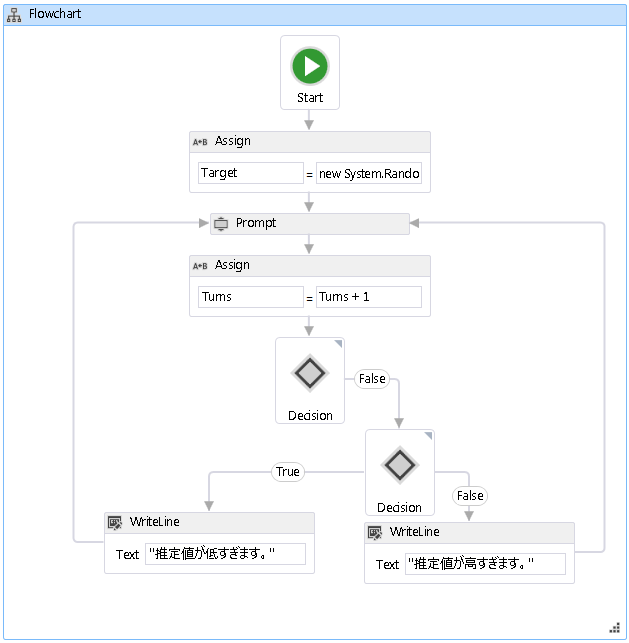 Flowchart
Start
A+B Assign
Target = new System.Rando
Prompt
A+B Assign
Turns = Turns + 1
Decision
False
Decision
True
False
WriteLine
Text "推定値が低すぎます。"
WriteLine
Text "推定値が高すぎます。"